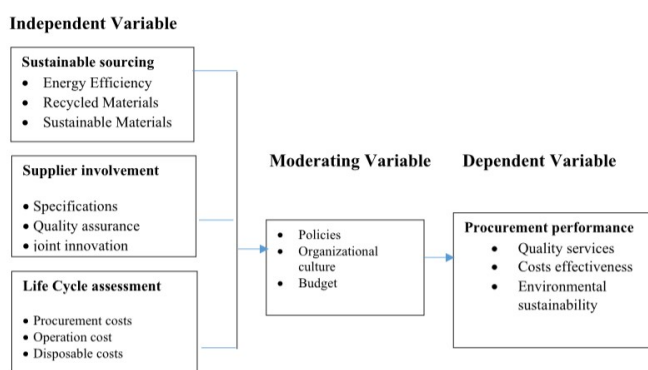 Independent Variable
Sustainable sourcing
• Energy Efficiency
• Recycled Materials
• Sustainable Materials
Supplier involvement
• Specifications
• Quality assurance
• joint innovation
Life Cycle assessment
• Procurement costs
• Operation cost
• Disposable costs
Moderating Variable
• Policies
• Organizational
culture
• Budget
Dependent Variable
Procurement performance
• Quality services
• Costs effectiveness
• Environmental
sustainability